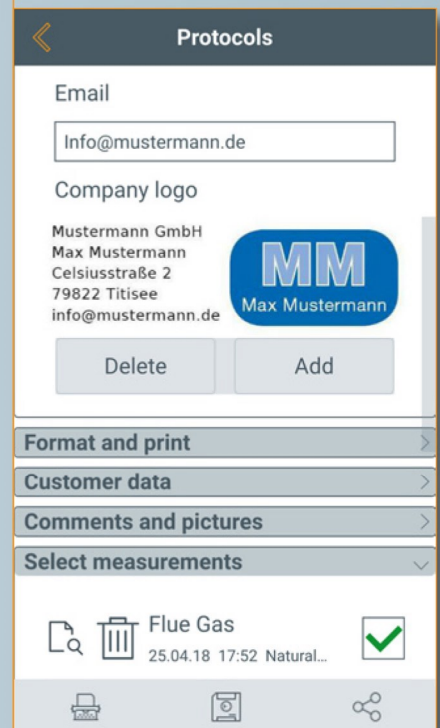 Protocols
Email
Info@mustermann.de
Company logo
Mustermann GmbH
Max Mustermann
Celsiusstraße 2
79822 Titisee
info@mustermann.de
MM
Max Mustermann
Delete
Add
Format and print
Customer data
Comments and pictures
Select measurements
Flue Gas
25.04.18 17:52 Natural...